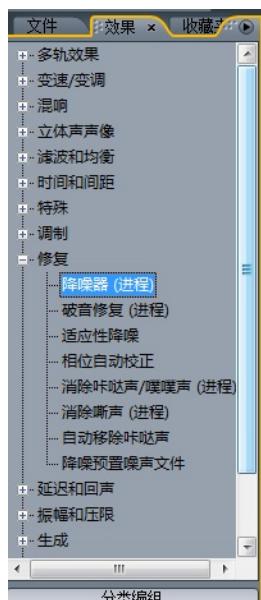 文件 效果 × 收藏夹
多轨效果
变速/变调
混响
立体声声像
滤波和均衡
时间和间距
特殊
调制
修复
降噪器 (进程)
破音修复 (进程)
适应性降噪
相位自动校正
消除咔哒声/噗噗声 (进程)
消除嘶声 (进程)
自动移除咔哒声
降噪预置噪声文件
延迟和回声
振幅和压限
生成
分类编组